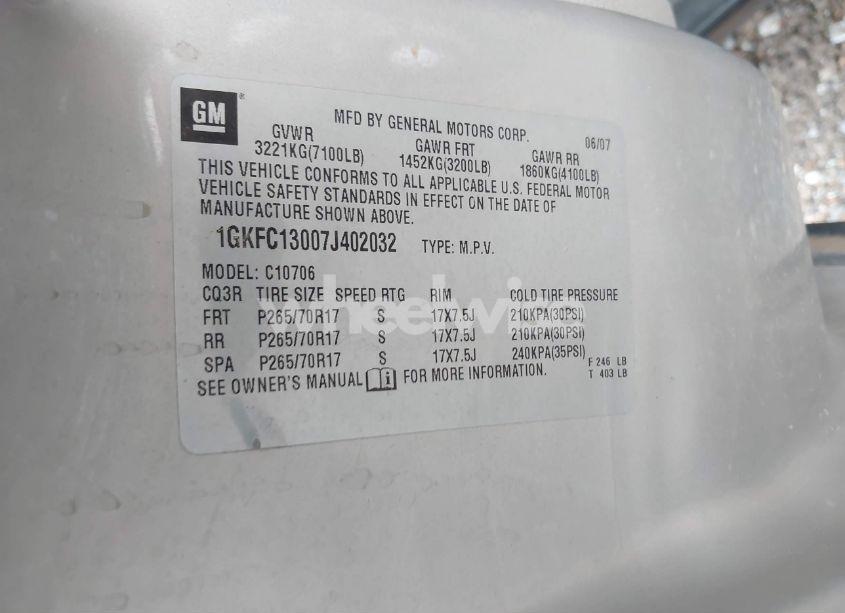 GM
MFD BY GENERAL MOTORS CORP. 06/07
GVWR GAWR FRT GAWR RR
3221KG(7100LB) 1452KG(3200LB) 1860KG(4100LB)
THIS VEHICLE CONFORMS TO ALL APPLICABLE U.S. FEDERAL MOTOR
VEHICLE SAFETY STANDARDS IN EFFECT ON THE DATE OF
MANUFACTURE SHOWN ABOVE.
1GKFC13007J402032 TYPE: M.P.V.
MODEL: C10706
CQ3R TIRE SIZE SPEED RTG RIM COLD TIRE PRESSURE
FRT P265/70R17 S 17X7.5J 210KPA(30PSI)
RR P265/70R17 S 17X7.5J 210KPA(30PSI)
SPA P265/70R17 S 17X7.5J 240KPA(35PSI)
F 246 LB
T 403 LB
SEE OWNER'S MANUAL i FOR MORE INFORMATION.